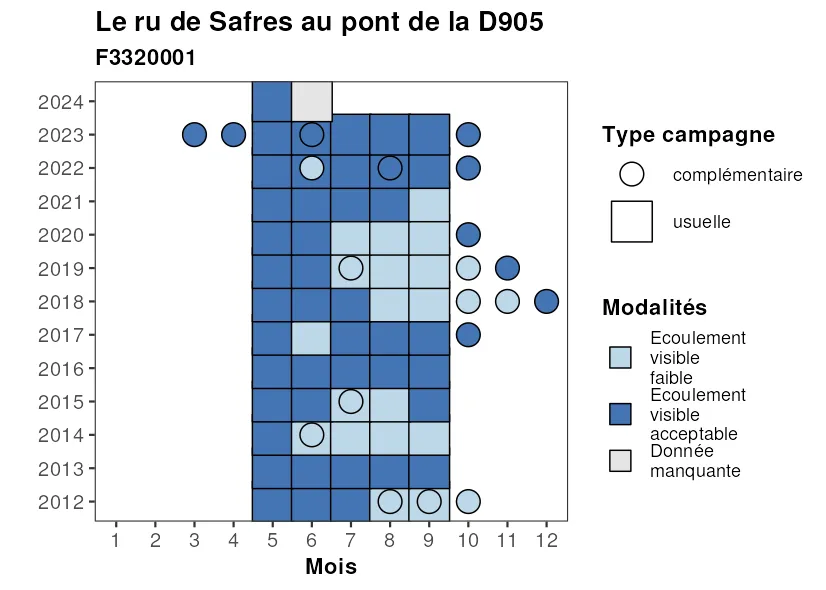 Le ru de Safres au pont de la D905
F3320001
2024
2023
2022
2021
2020
2019
2018
2017
2016
2015
2014
2013
2012
1 2 3 4 5 6 7 8 9 10 11 12
Mois
Type campagne
complémentaire
usuelle
Modalités
Ecoulement
visible
faible
Ecoulement
visible
acceptable
Donnée
manquante